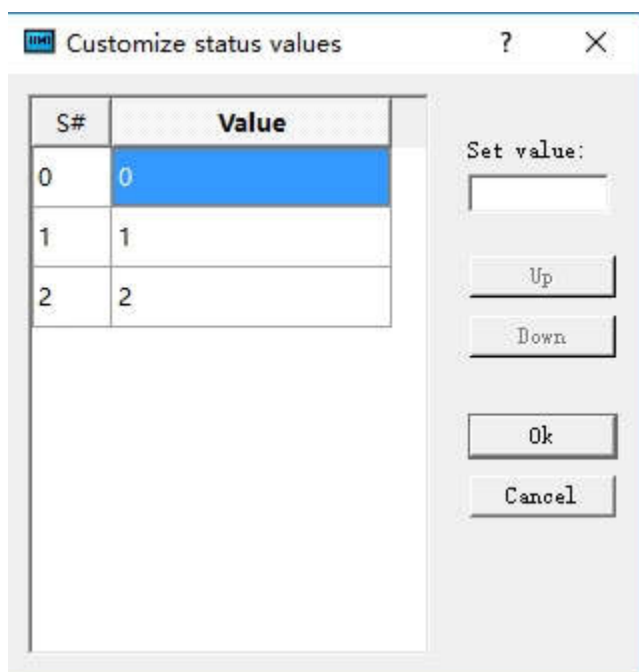 Customize status values ? ×
S# Value
Set value:
0 0
1 1
Up
2 2
Down
Ok
Cancel